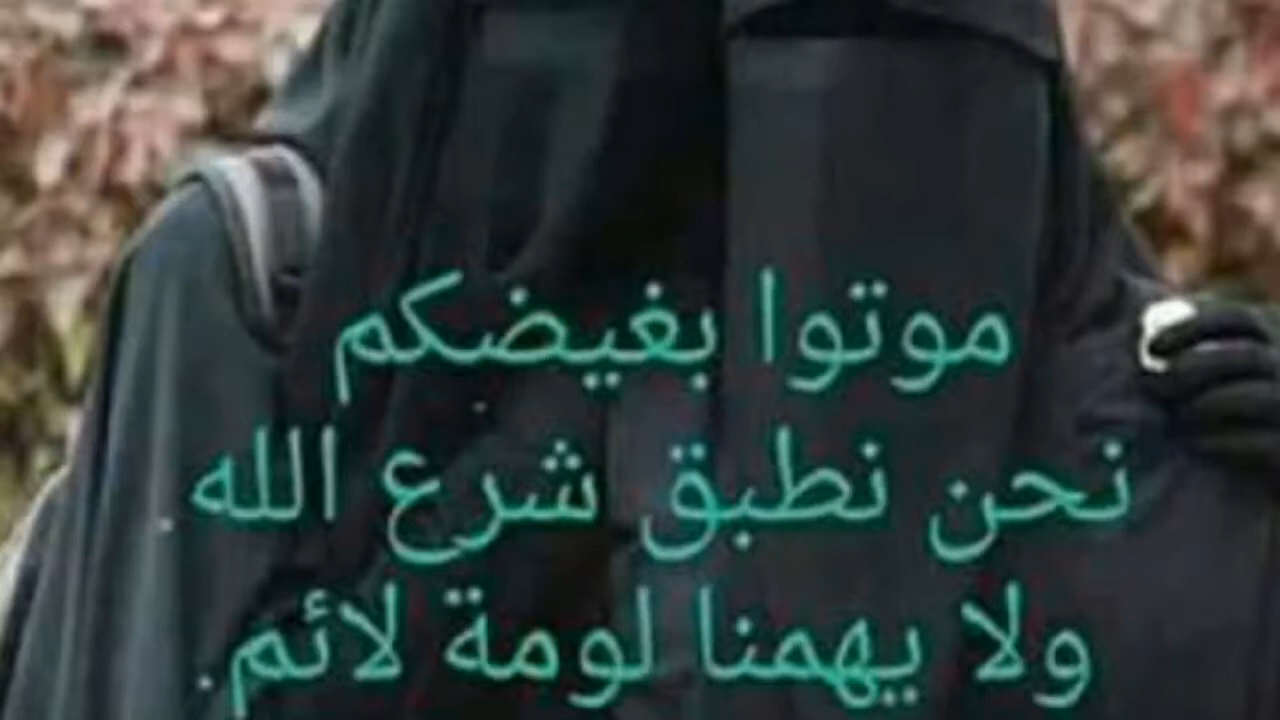 موتوا بغيضكم
نحن نطبق شرع الله.
ولا يهمنا لومة لائم.